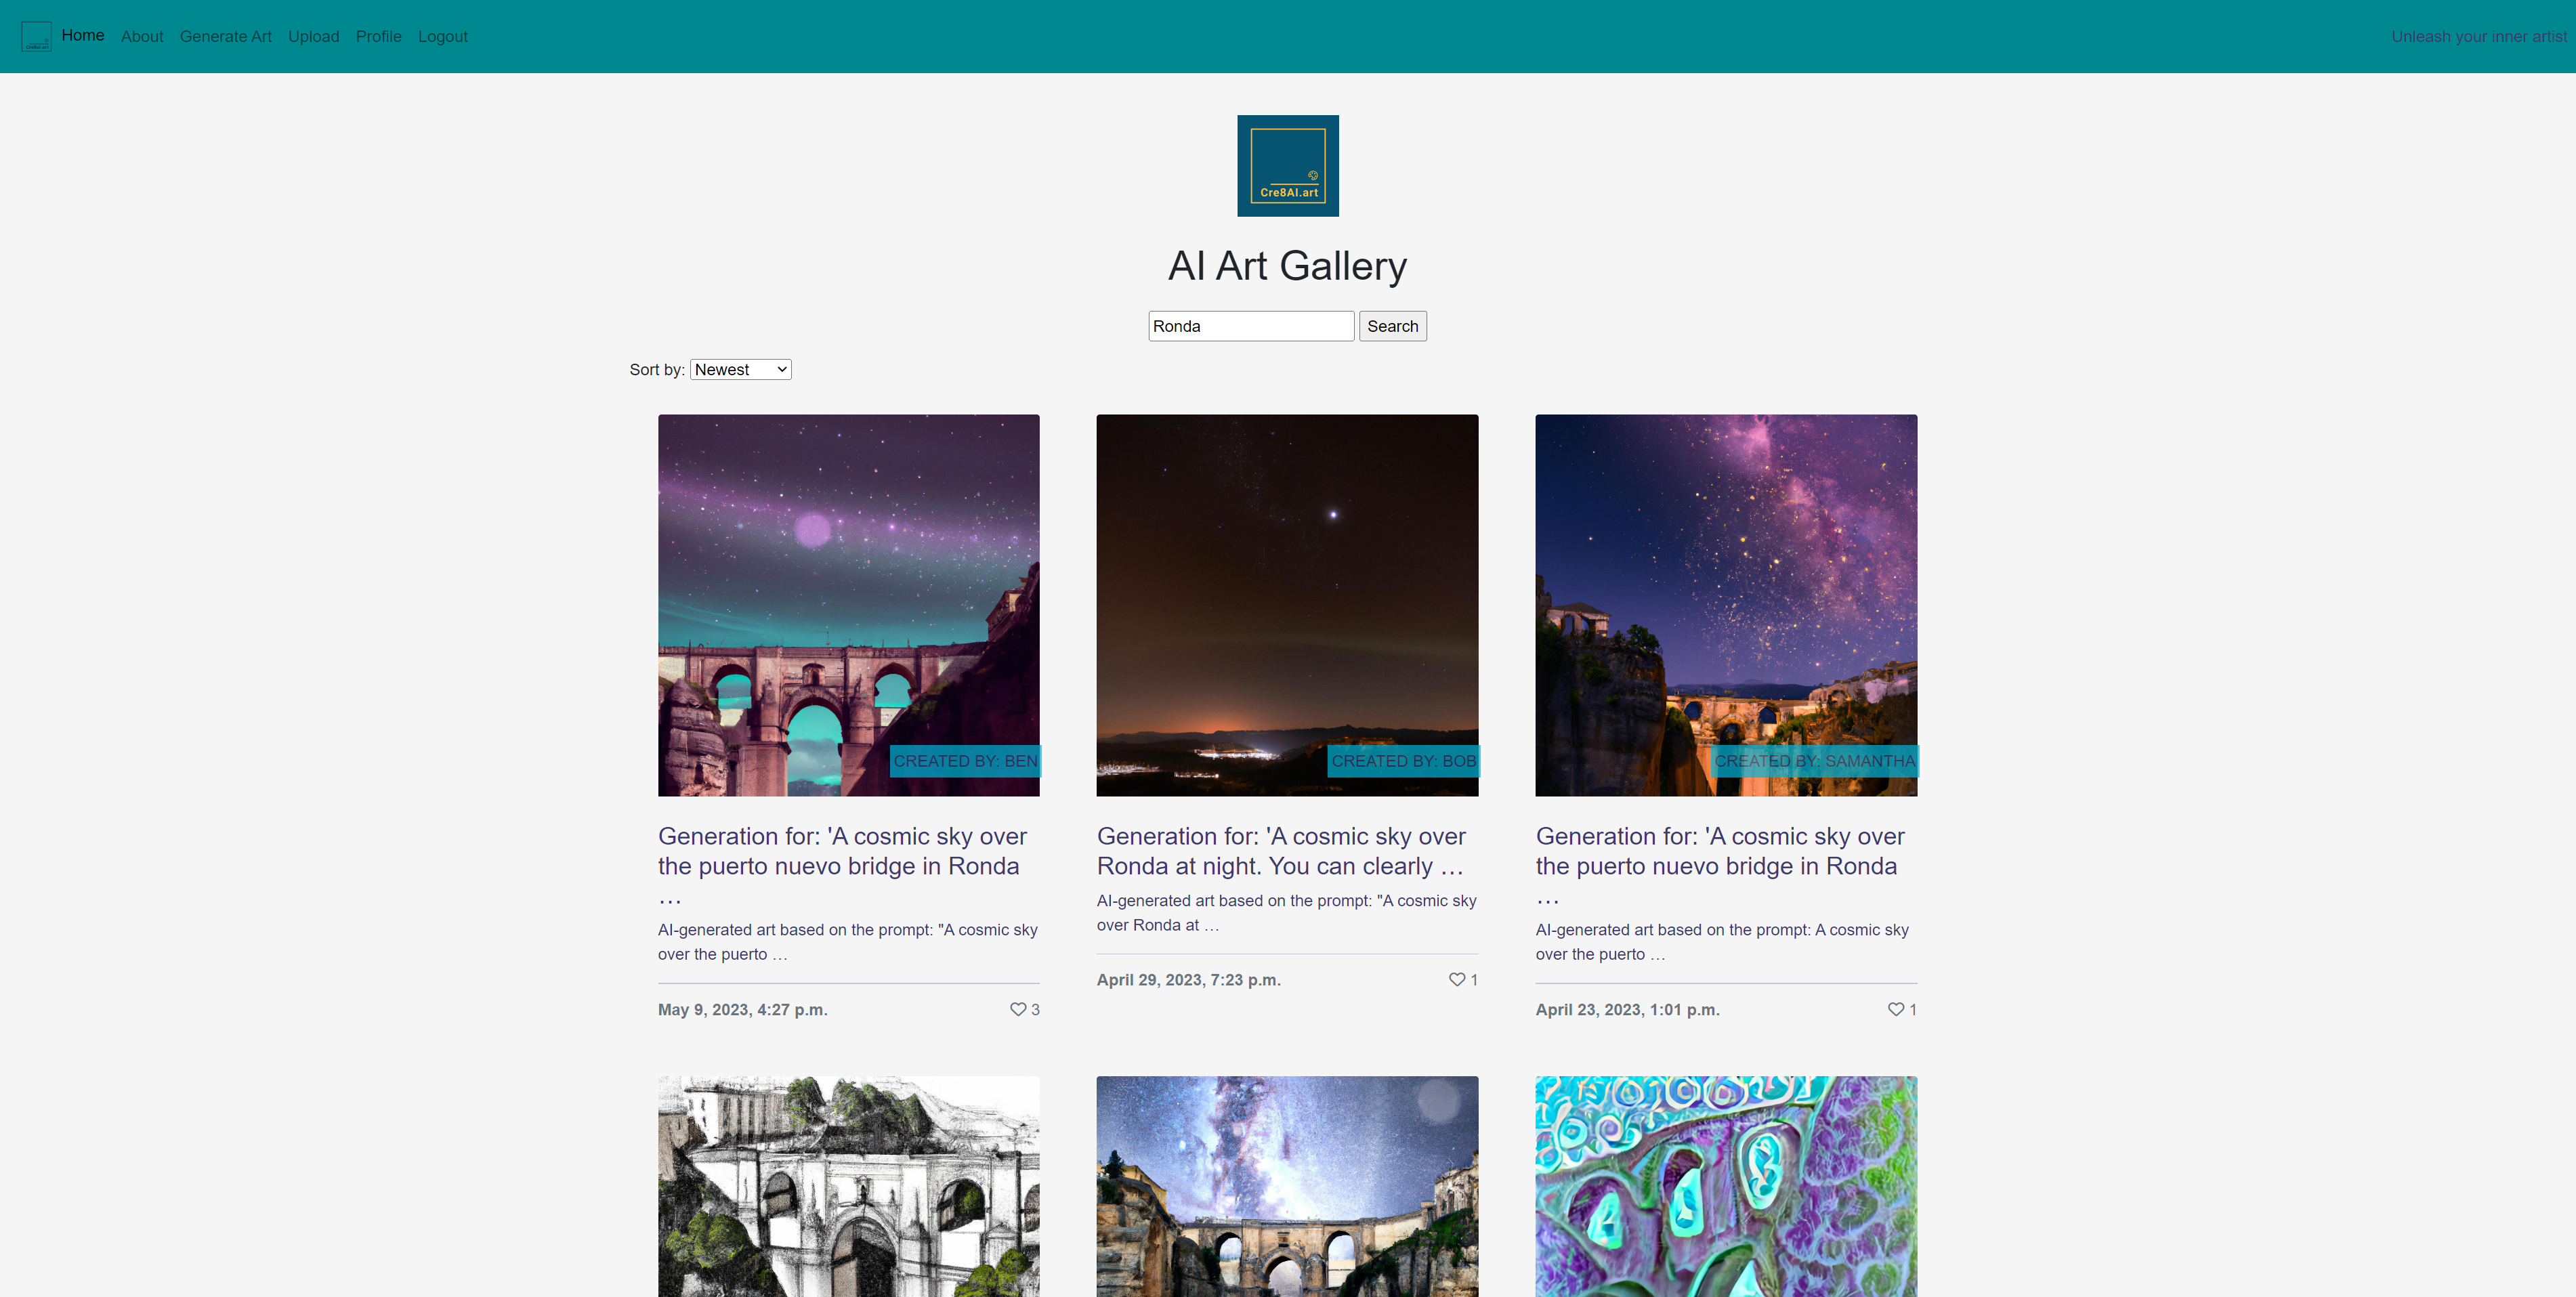 Home About Generate Art Upload Profile Logout
Unleash your inner artist
Cre8AI.art
AI Art Gallery
Ronda Search
Sort by: Newest
CREATED BY: BEN
CREATED BY: BOB
CREATED BY: SAMANTHA
Generation for: 'A cosmic sky over
the puerto nuevo bridge in Ronda
…
AI-generated art based on the prompt: "A cosmic sky
over the puerto …
May 9, 2023, 4:27 p.m. 3
Generation for: 'A cosmic sky over
Ronda at night. You can clearly …
AI-generated art based on the prompt: "A cosmic sky
over Ronda at …
April 29, 2023, 7:23 p.m. 1
Generation for: 'A cosmic sky over
the puerto nuevo bridge in Ronda
…
AI-generated art based on the prompt: A cosmic sky
over the puerto …
April 23, 2023, 1:01 p.m. 1